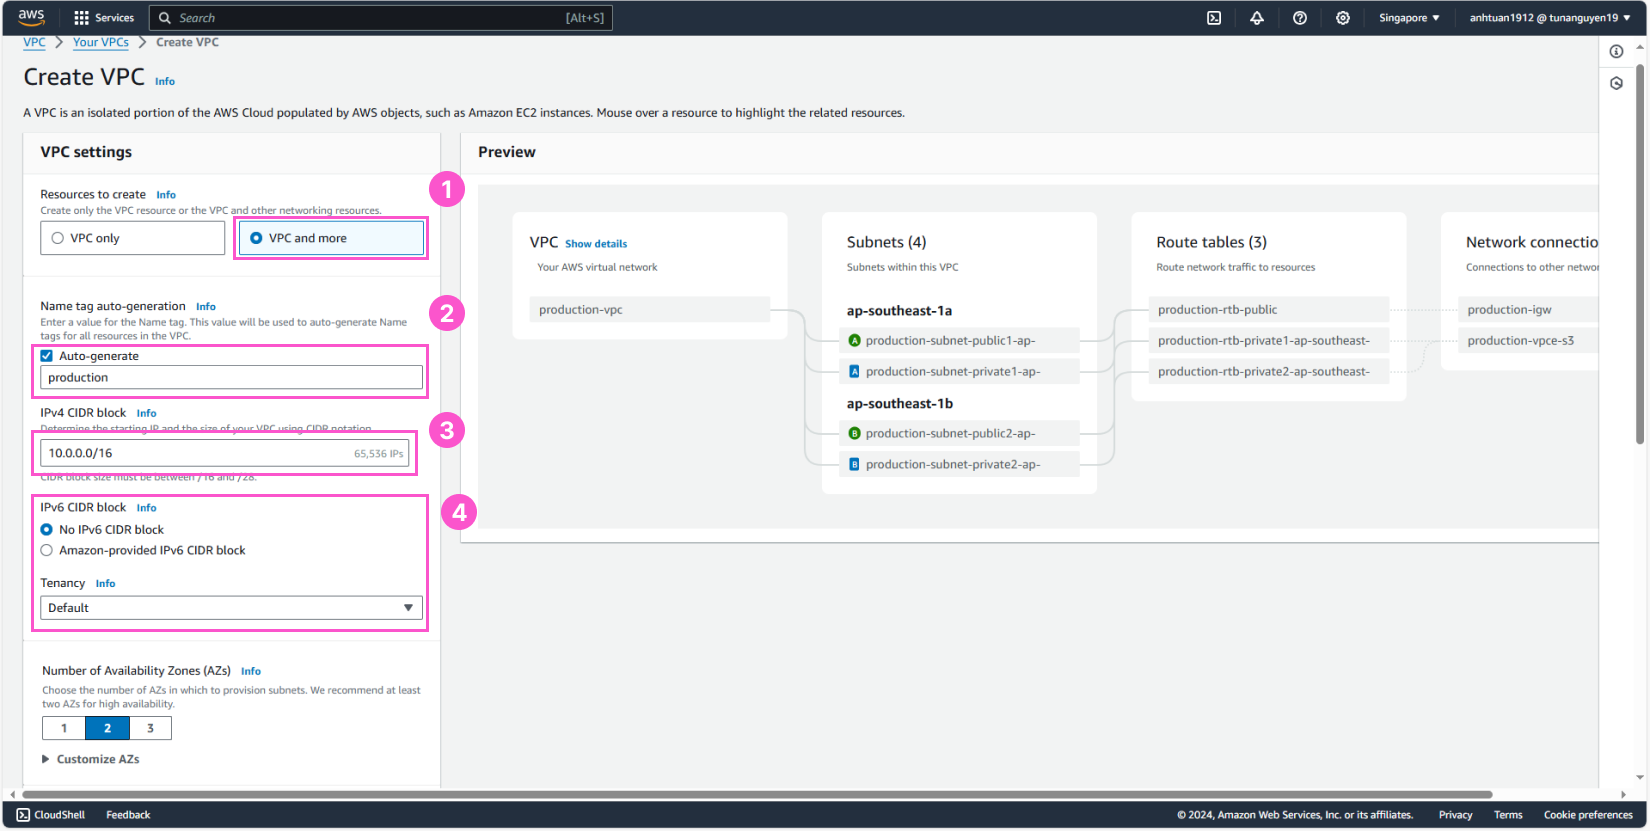 aws
Services
Search
[Alt+S]
Singapore ▼
anhtuan1912 @ tunanguyen19 ▼
VPC > Your VPCs > Create VPC
Create VPC Info
A VPC is an isolated portion of the AWS Cloud populated by AWS objects, such as Amazon EC2 instances. Mouse over a resource to highlight the related resources.
VPC settings
Resources to create Info
Create only the VPC resource or the VPC and other networking resources.
1
VPC only
VPC and more
Name tag auto-generation Info
2
Enter a value for the Name tag. This value will be used to auto-generate Name
tags for all resources in the VPC.
Auto-generate
production
IPv4 CIDR block Info
3
Determine the starting IP and the size of your VPC using CIDR notation.
10.0.0.0/16 65,536 IPs
CIDR block size must be between /16 and /28.
IPv6 CIDR block Info
4
No IPv6 CIDR block
Amazon-provided IPv6 CIDR block
Tenancy Info
Default
Number of Availability Zones (AZs) Info
Choose the number of AZs in which to provision subnets. We recommend at least
two AZs for high availability.
1 2 3
Customize AZs
Preview
VPC Show details
Your AWS virtual network
production-vpc
Subnets (4)
Subnets within this VPC
ap-southeast-1a
A production-subnet-public1-ap-
A production-subnet-private1-ap-
ap-southeast-1b
B production-subnet-public2-ap-
B production-subnet-private2-ap-
Route tables (3)
Route network traffic to resources
production-rtb-public
production-rtb-private1-ap-southeast-
production-rtb-private2-ap-southeast-
Network connectio
Connections to other networ
production-igw
production-vpce-s3
CloudShell
Feedback
© 2024, Amazon Web Services, Inc. or its affiliates.
Privacy
Terms
Cookie preferences